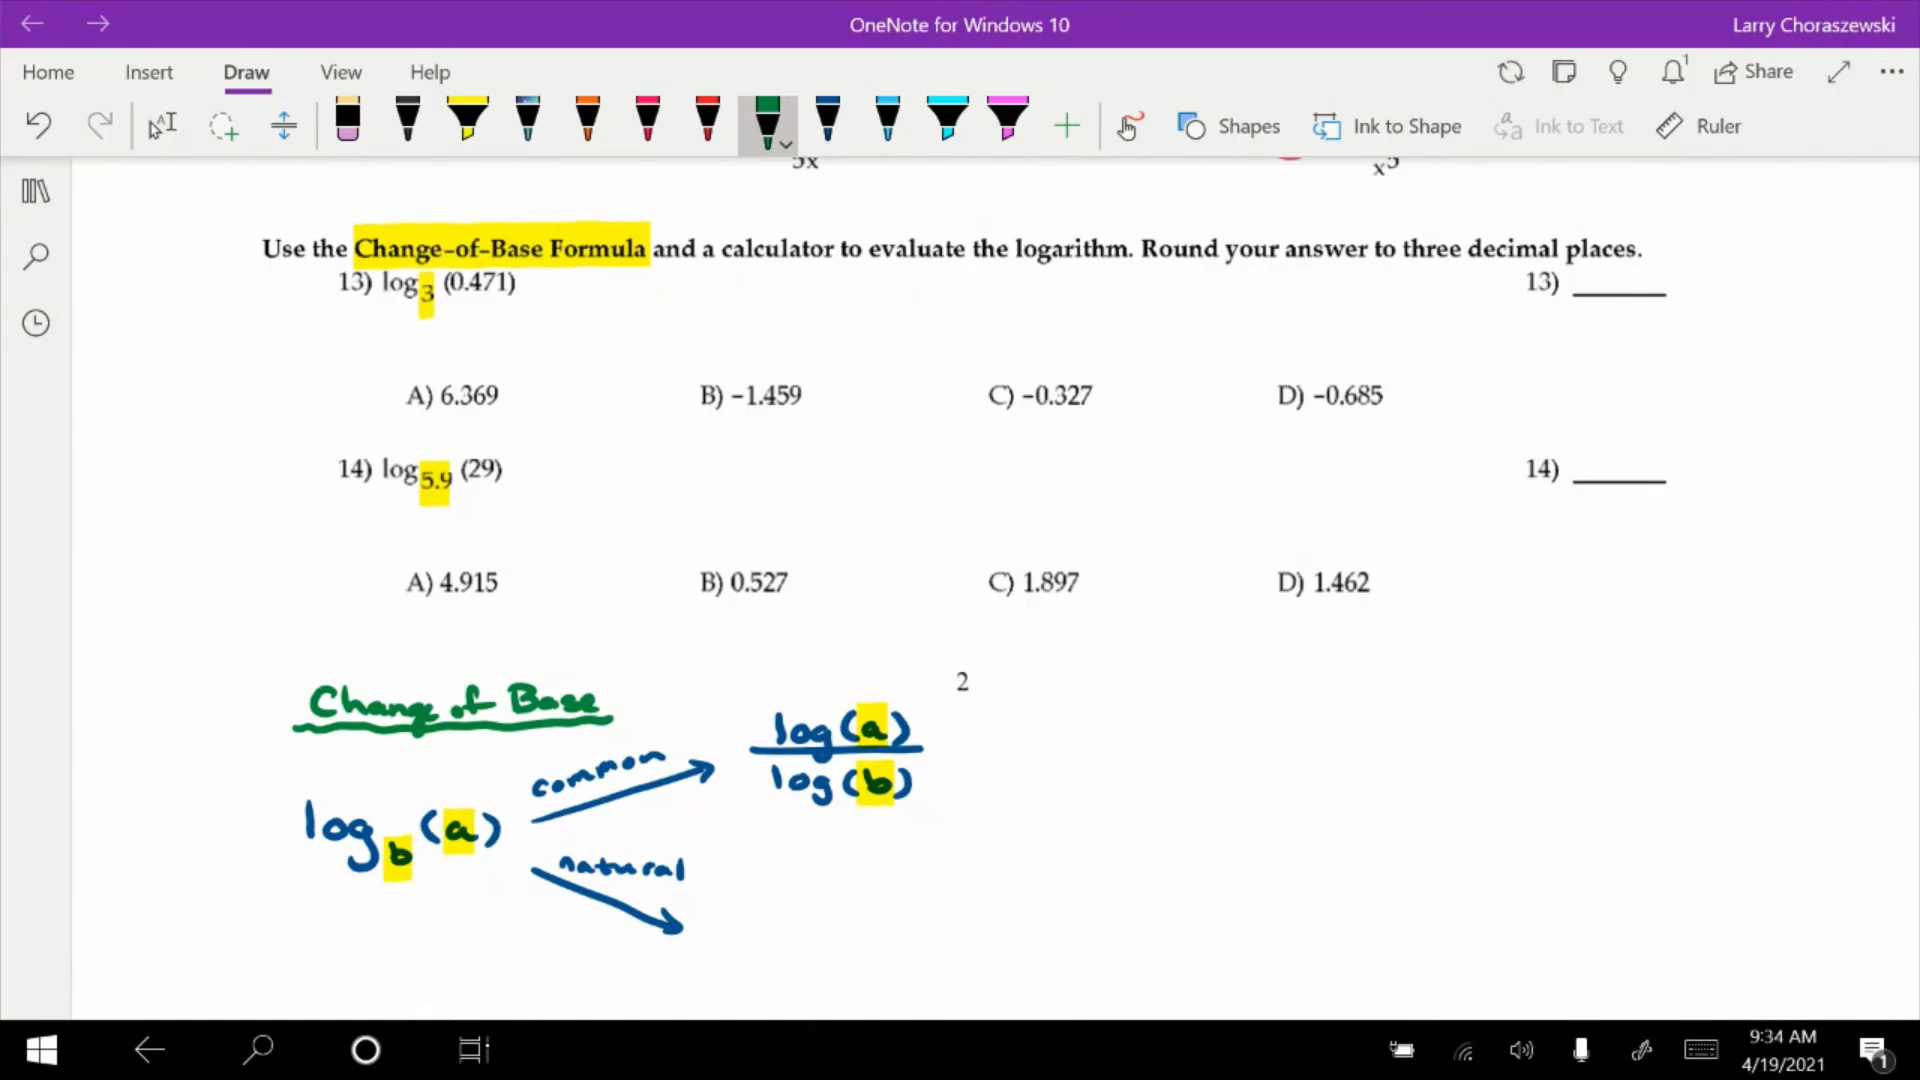 OneNote for Windows 10
Larry Choraszewski
Home Insert Draw View Help
1 Share
Shapes Ink to Shape Ink to Text Ruler
5x
x5
Use the Change-of-Base Formula and a calculator to evaluate the logarithm. Round your answer to three decimal places.
13) log3 (0.471) 13)
A) 6.369 B) -1.459 C) -0.327 D) -0.685
14) log5.9 (29) 14)
A) 4.915 B) 0.527 C) 1.897 D) 1.462
2
Change of Base
common
log(a)
log(b)
logb(a)
natural
9:34 AM
4/19/2021
1